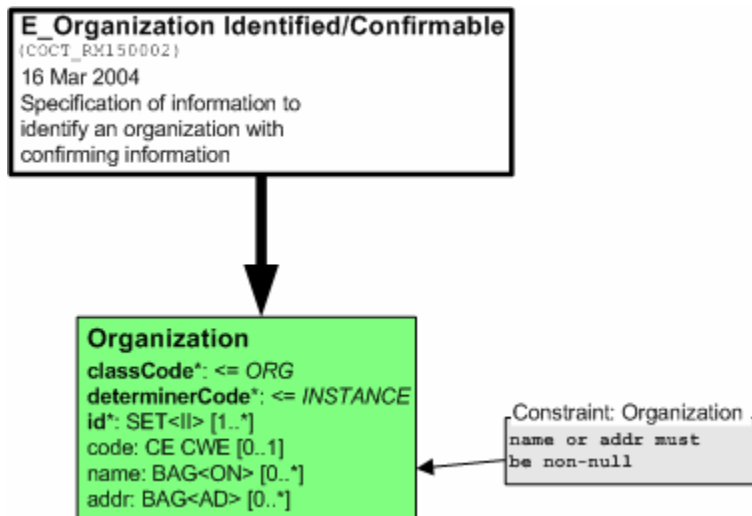 E_Organization Identified/Confirmable
(COCT_RM150002)
16 Mar 2004
Specification of information to
identify an organization with
confirming information
Organization
classCode*: <= ORG
determinerCode*: <= INSTANCE
id*: SET<II> [1..*]
code: CE CWE [0..1]
name: BAG<ON> [0..*]
addr: BAG<AD> [0..*]
Constraint: Organization .
name or addr must
be non-null